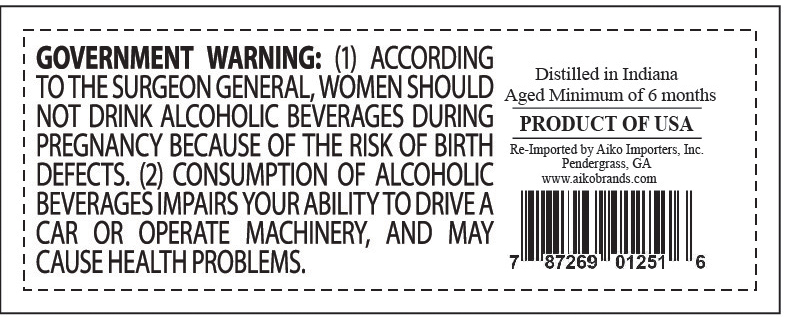 GOVERNMENT WARNING: (1) ACCORDING
TO THE SURGEON GENERAL, WOMEN SHOULD
NOT DRINK ALCOHOLIC BEVERAGES DURING
PREGNANCY BECAUSE OF THE RISK OF BIRTH
DEFECTS. (2) CONSUMPTION OF ALCOHOLIC
BEVERAGES IMPAIRS YOUR ABILITY TO DRIVE A
CAR OR OPERATE MACHINERY, AND MAY
CAUSE HEALTH PROBLEMS.
Distilled in Indiana
Aged Minimum of 6 months
PRODUCT OF USA
Re-Imported by Aiko Importers, Inc.
Pendergrass, GA
www.aikobrands.com
7 87269 01251 6